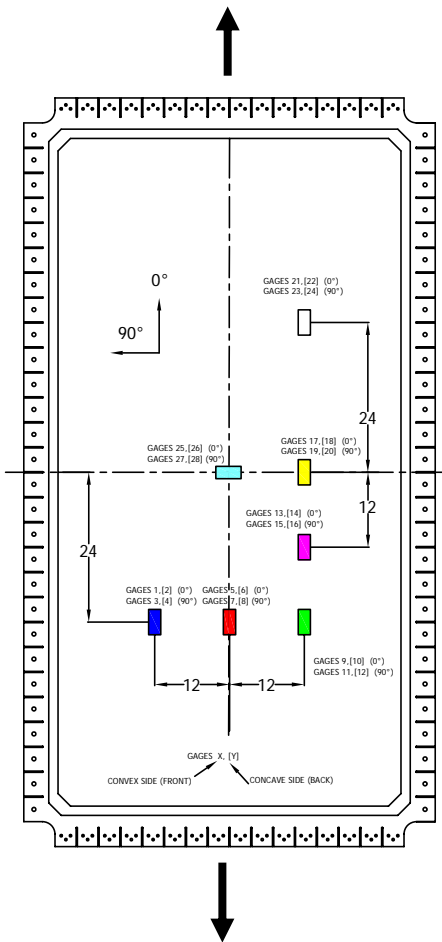 GAGES 21,[22] (0°)
GAGES 23,[24] (90°)
0°
90°
24
GAGES 25,[26] (0°)
GAGES 27,[28] (90°)
GAGES 17,[18] (0°)
GAGES 19,[20] (90°)
12
GAGES 13,[14] (0°)
GAGES 15,[16] (90°)
24
GAGES 1,[2] (0°)
GAGES 3,[4] (90°)
GAGES 5,[6] (0°)
GAGES 7,[8] (90°)
GAGES 9,[10] (0°)
GAGES 11,[12] (90°)
12
12
GAGES X, [Y]
CONVEX SIDE (FRONT)
CONCAVE SIDE (BACK)